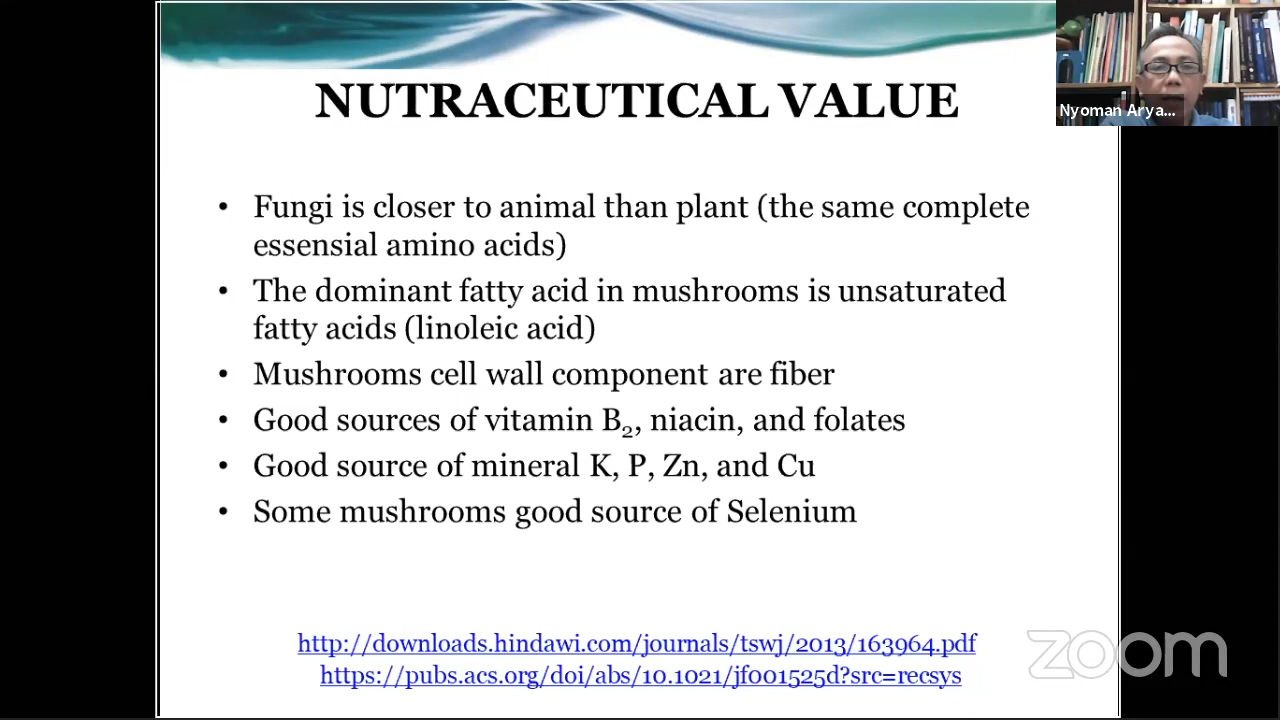 NUTRACEUTICAL VALUE
Nyoman Arya...
• Fungi is closer to animal than plant (the same complete
essensial amino acids)
• The dominant fatty acid in mushrooms is unsaturated
fatty acids (linoleic acid)
• Mushrooms cell wall component are fiber
• Good sources of vitamin B₂, niacin, and folates
• Good source of mineral K, P, Zn, and Cu
• Some mushrooms good source of Selenium
http://downloads.hindawi.com/journals/tswj/2013/163964.pdf
https://pubs.acs.org/doi/abs/10.1021/jf001525d?src=recsys
zoom